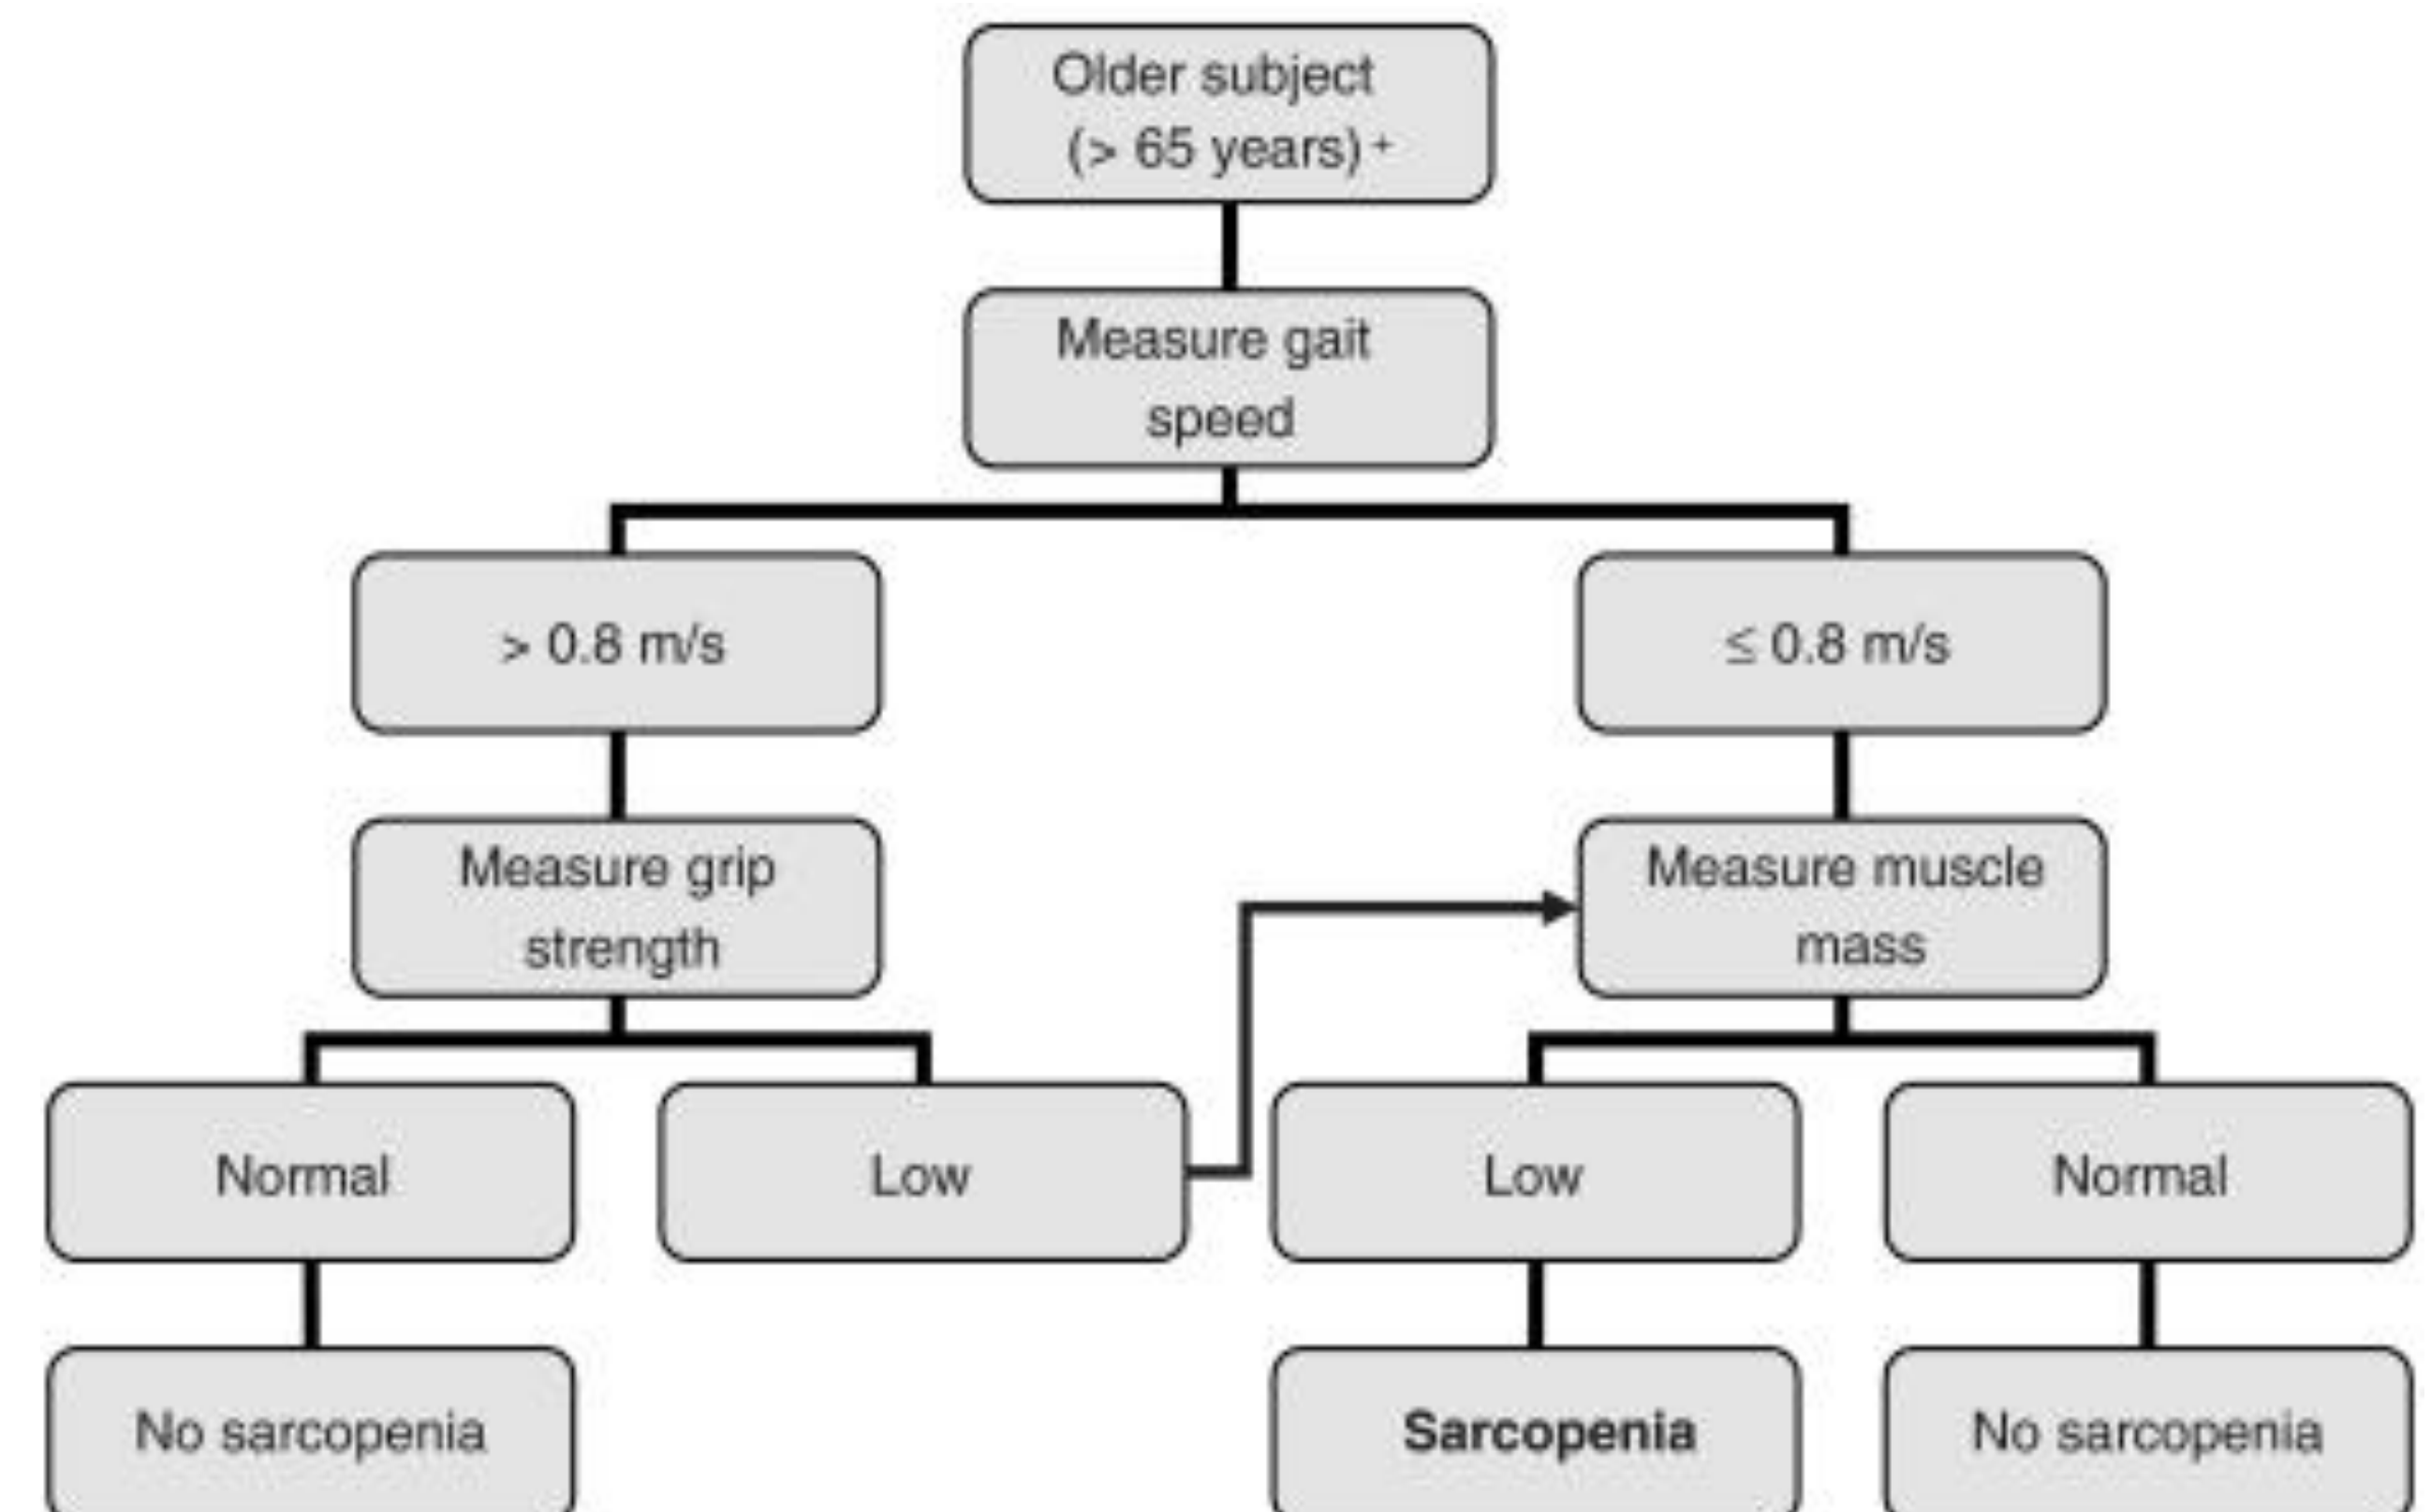 Older subject
(> 65 years) +
Measure gait
speed
> 0.8 m/s
≤ 0.8 m/s
Measure grip
strength
Measure muscle
mass
Normal
Low
Low
Normal
No sarcopenia
Sarcopenia
No sarcopenia